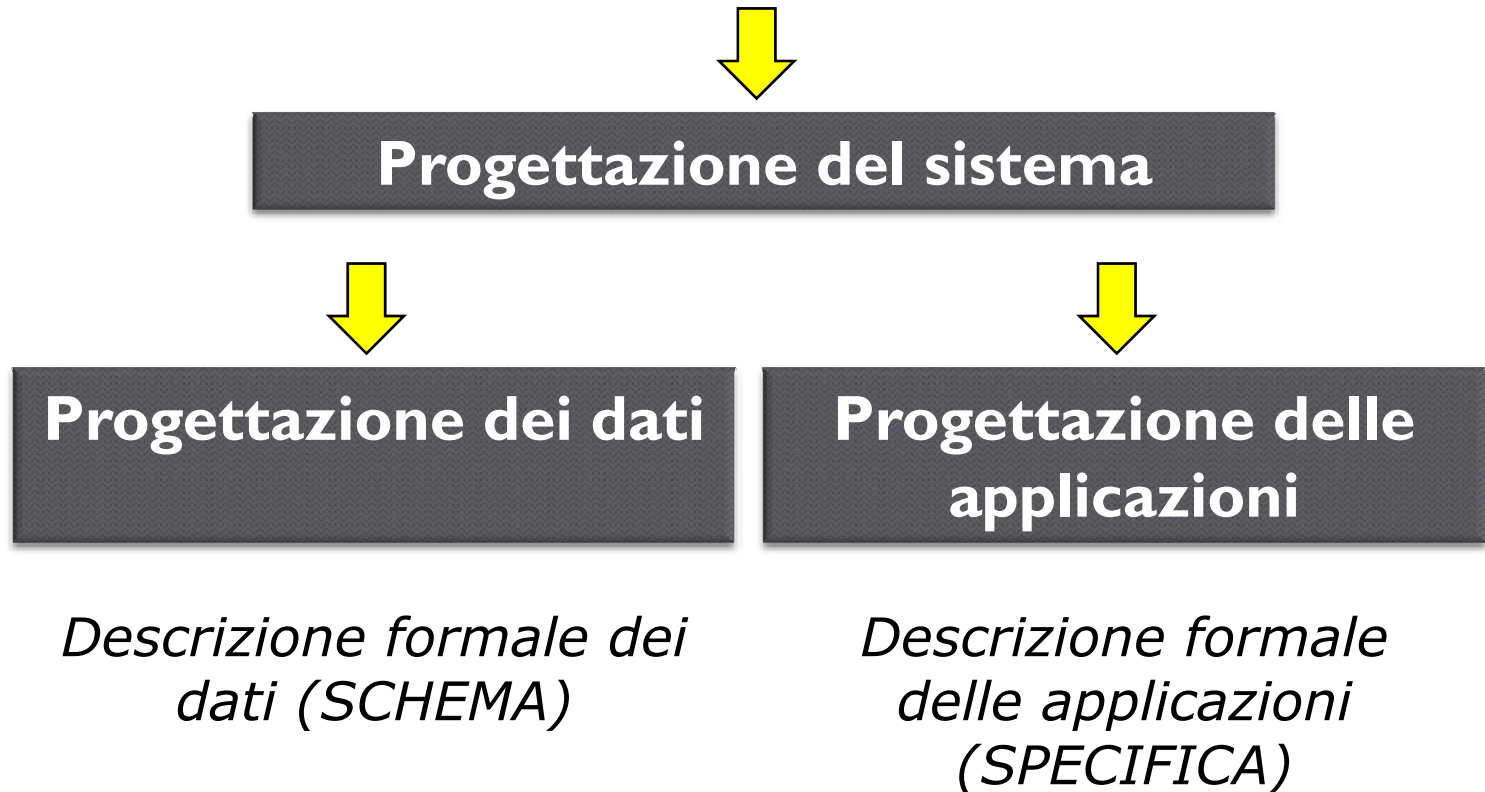 Progettazione del sistema
Progettazione dei dati
Progettazione delle
applicazioni
Descrizione formale dei
dati (SCHEMA)
Descrizione formale
delle applicazioni
(SPECIFICA)